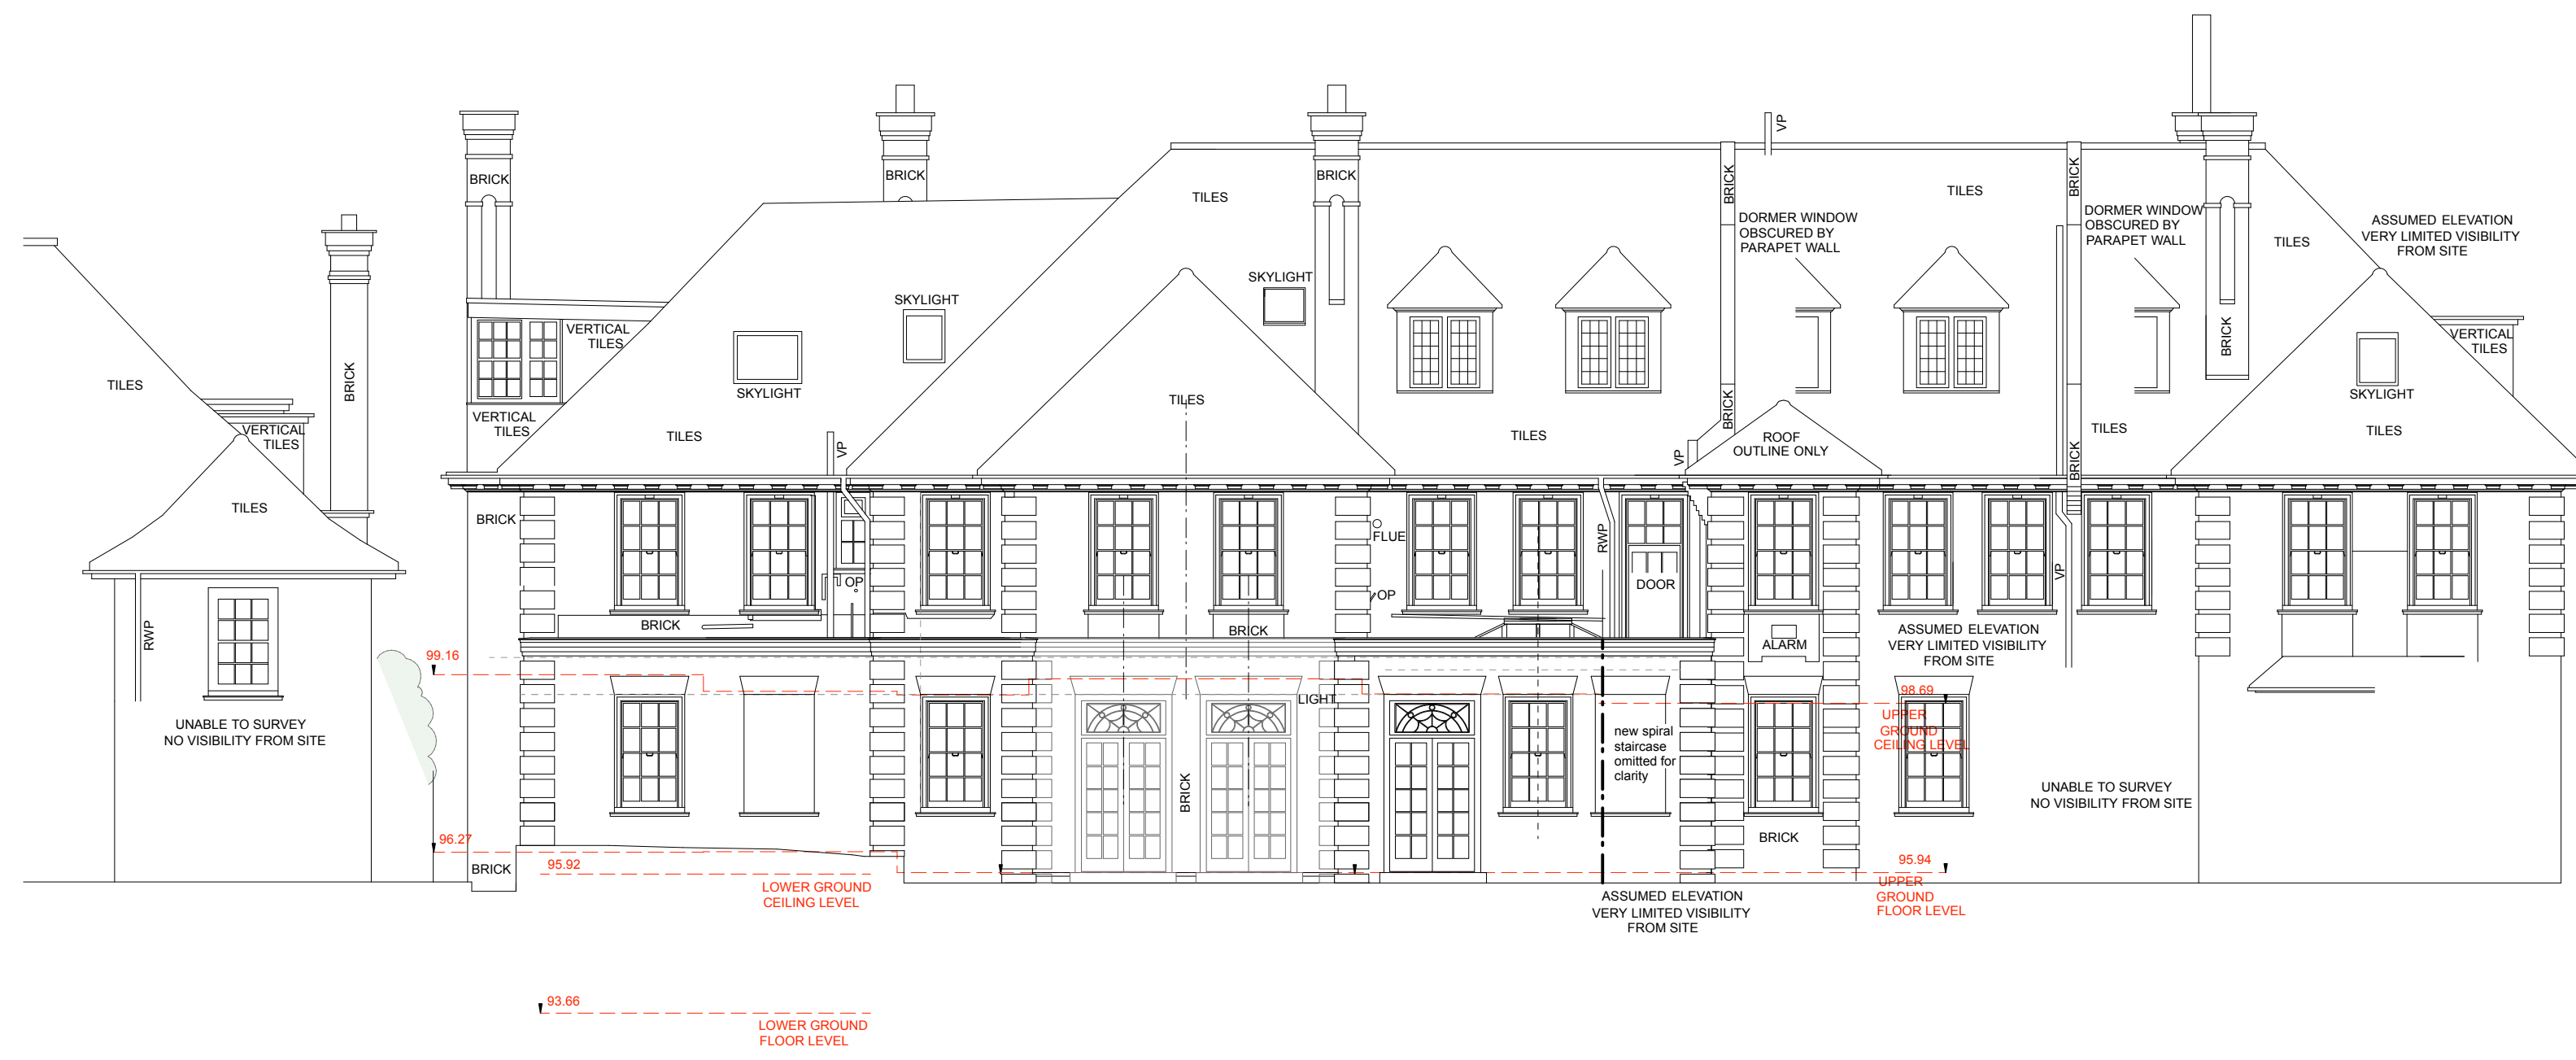 VP
BRICK
BRICK
BRICK
BRICK
BRICK
TILES
TILES
DORMER WINDOW
OBSCURED BY
PARAPET WALL
DORMER WINDOW
OBSCURED BY
PARAPET WALL
ASSUMED ELEVATION
VERY LIMITED VISIBILITY
FROM SITE
TILES
SKYLIGHT
SKYLIGHT
VERTICAL
TILES
BRICK
VERTICAL
TILES
TILES
BRICK
SKYLIGHT
SKYLIGHT
TILES
VERTICAL
TILES
BRICK
VERTICAL
TILES
TILES
VP
TILES
VP
ROOF
OUTLINE ONLY
TILES
TILES
BRICK
TILES
BRICK
FLUE
RWP
OP
OP
DOOR
VP
RWP
BRICK
BRICK
ALARM
ASSUMED ELEVATION
VERY LIMITED VISIBILITY
FROM SITE
99.16
LIGHT
98.69
UPPER
GROUND
CEILING LEVEL
UNABLE TO SURVEY
NO VISIBILITY FROM SITE
new spiral
staircase
omitted for
clarity
BRICK
UNABLE TO SURVEY
NO VISIBILITY FROM SITE
96.27
BRICK
BRICK
95.92
LOWER GROUND
CEILING LEVEL
95.94
UPPER
GROUND
FLOOR LEVEL
ASSUMED ELEVATION
VERY LIMITED VISIBILITY
FROM SITE
93.66
LOWER GROUND
FLOOR LEVEL